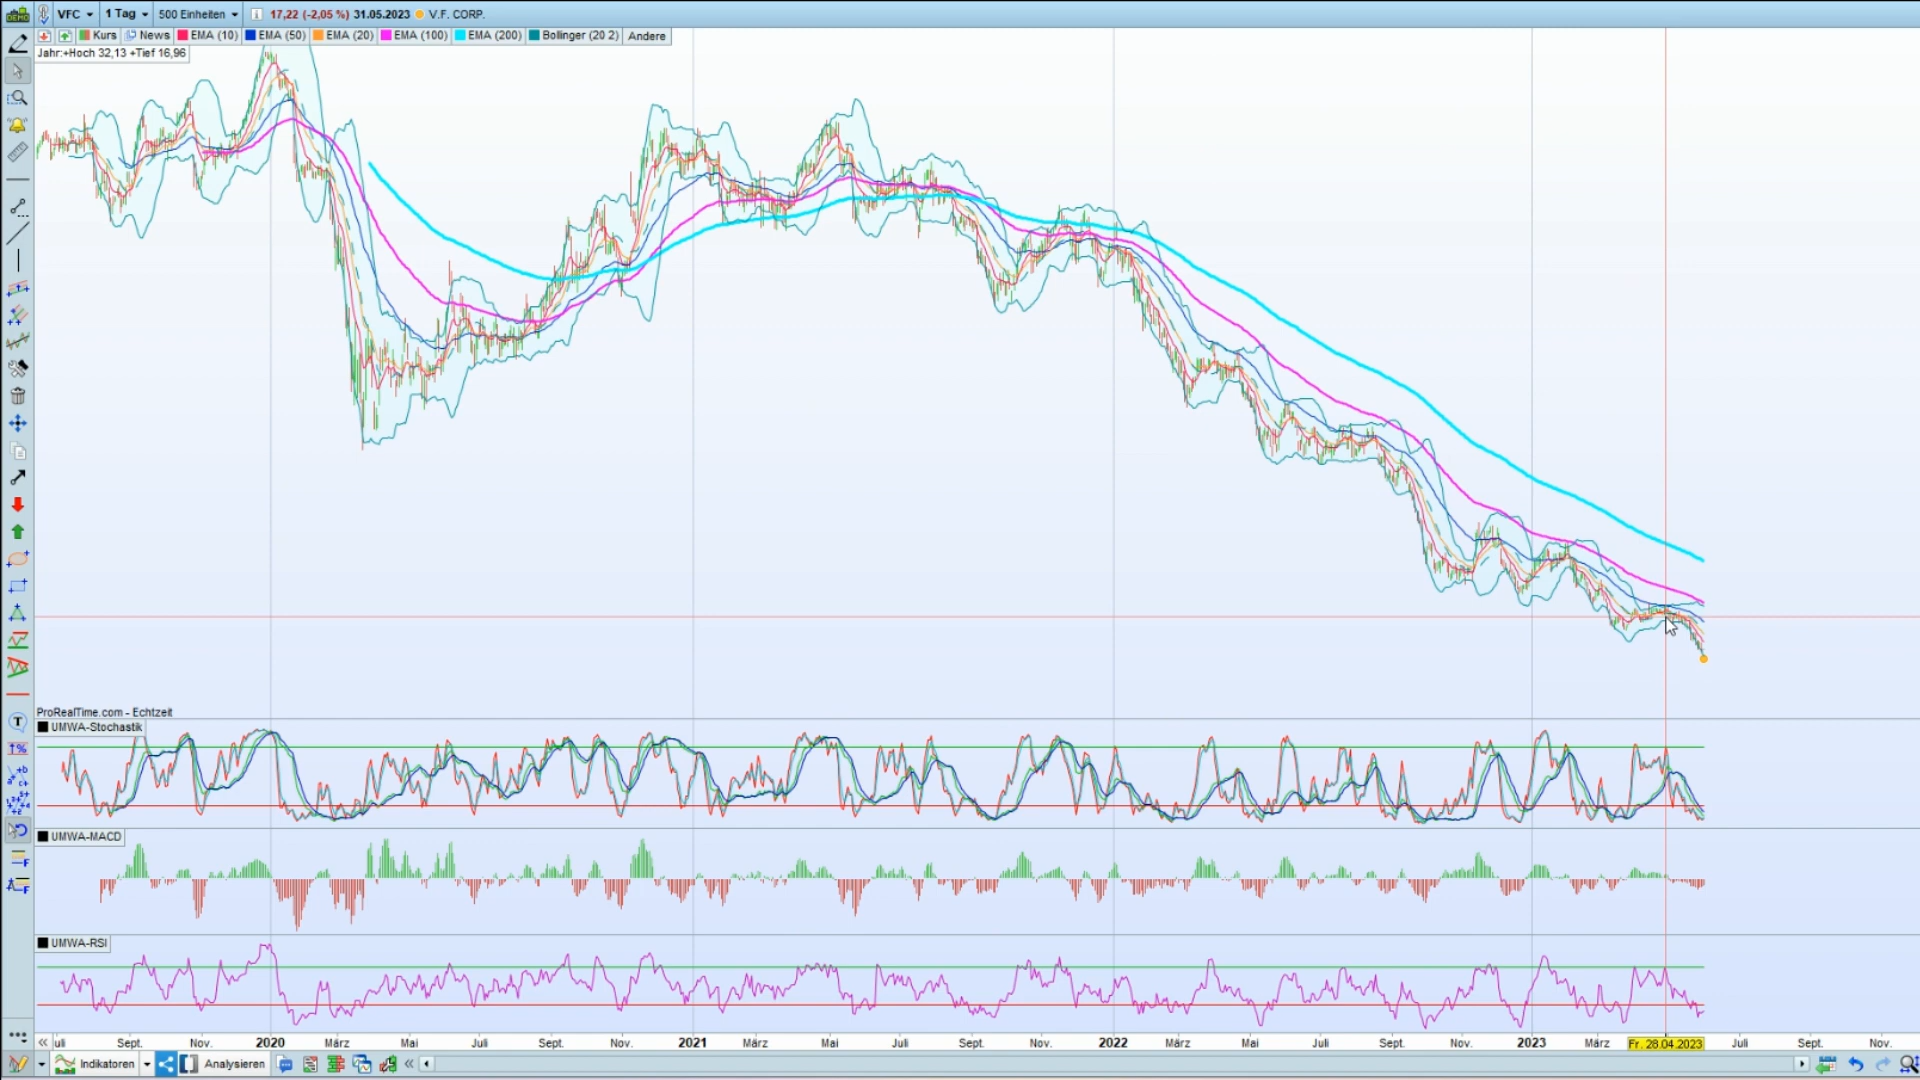 DEMO VFC 1 Tag 500 Einheiten 17,22 (-2,05 %) 31.05.2023 V.F. CORP.
Kurs News EMA (10) EMA (50) EMA (20) EMA (100) EMA (200) Bollinger (20 2) Andere
Jahr:+Hoch 32,13 +Tief 16,96
ProRealTime.com - Echtzeit
UMWA-Stochastik
UMWA-MACD
UMWA-RSI
uli Sept. Nov. 2020 März Mai Juli Sept. Nov. 2021 März Mai Juli Sept. Nov. 2022 März Mai Juli Sept. Nov. 2023 März Fr. 28.04.2023 Juli Sept. Nov.
Indikatoren Analysieren